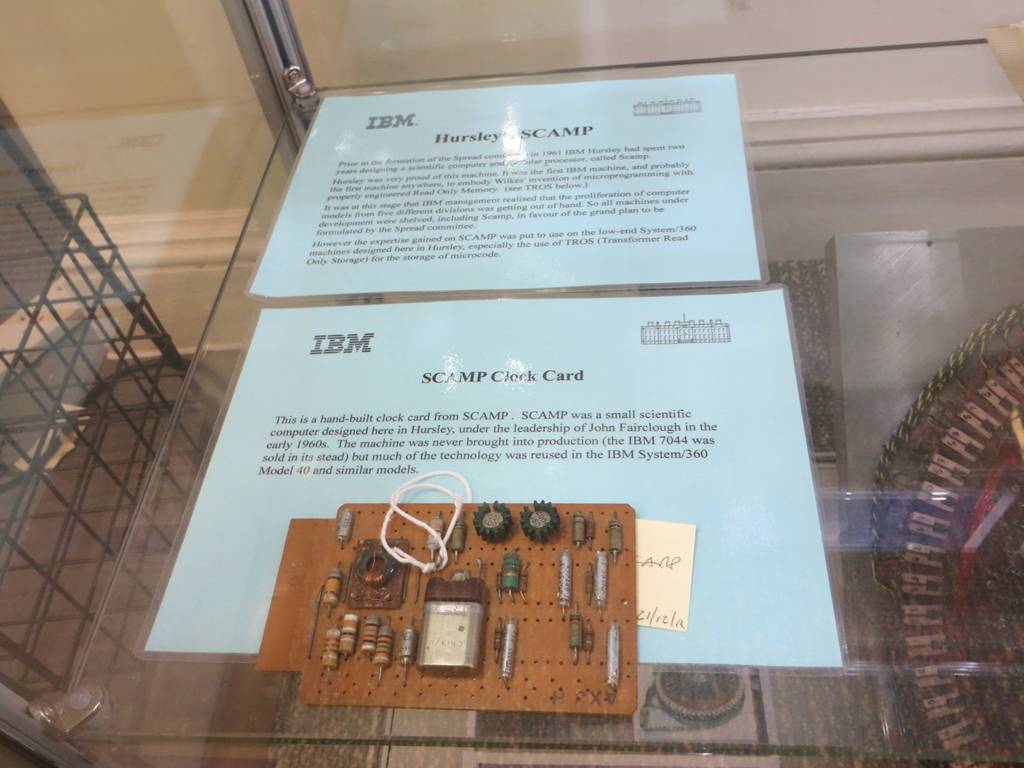 IBM
Hursley's SCAMP
Prior to the formation of the Spread committee in 1961 IBM Hursley had spent two
years designing a scientific computer and processor, called Scamp.
Hursley was very proud of this machine. It was the first IBM machine, and probably
the first machine anywhere, to embody Wilkes' invention of microprogramming with
properly engineered Read Only Memory. (see TROS below.)
It was at this stage that IBM management realised that the proliferation of computer
models from five different divisions was getting out of hand. So all machines under
development were shelved, including Scamp, in favour of the grand plan to be
formulated by the Spread committee.
However the expertise gained on SCAMP was put to use on the low-end System/360
machines designed here in Hursley, especially the use of TROS (Transformer Read
Only Storage) for the storage of microcode.
IBM
SCAMP Clock Card
This is a hand-built clock card from SCAMP . SCAMP was a small scientific
computer designed here in Hursley, under the leadership of John Fairclough in the
early 1960s. The machine was never brought into production (the IBM 7044 was
sold in its stead) but much of the technology was reused in the IBM System/360
Model 40 and similar models.